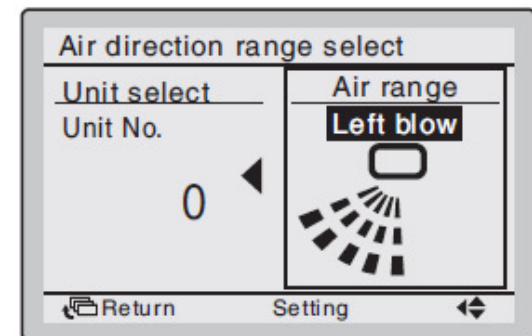 Air direction range select
Unit select
Unit No.
0
Air range
Left blow
Return Setting